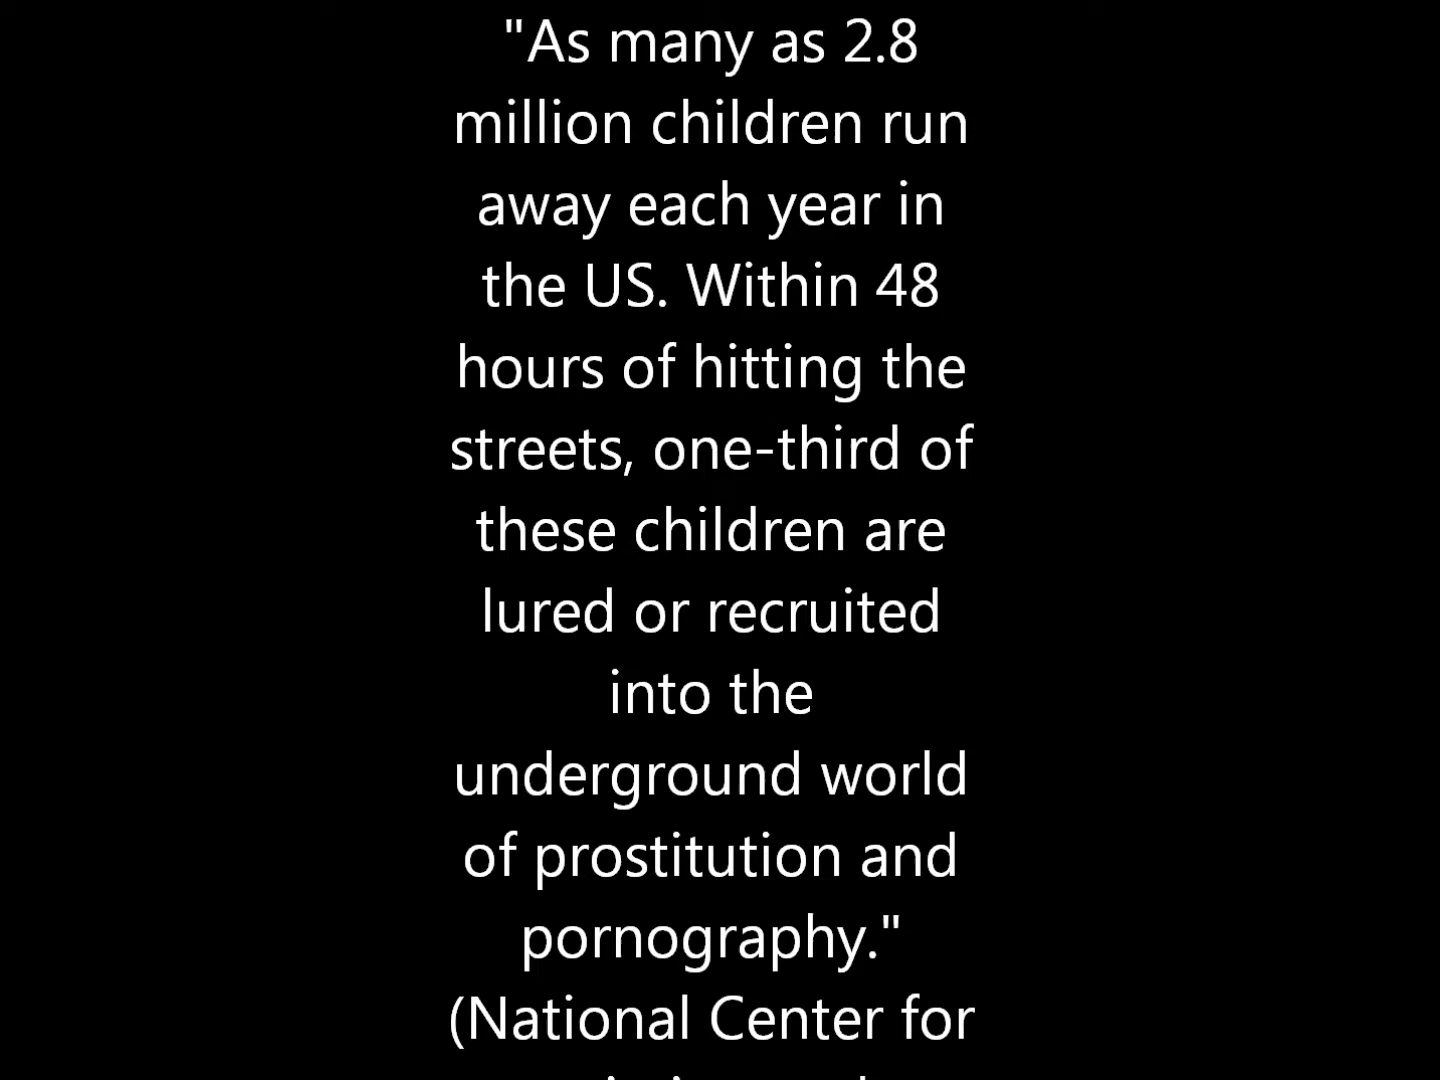 "As many as 2.8
million children run
away each year in
the US. Within 48
hours of hitting the
streets, one-third of
these children are
lured or recruited
into the
underground world
of prostitution and
pornography."
(National Center for